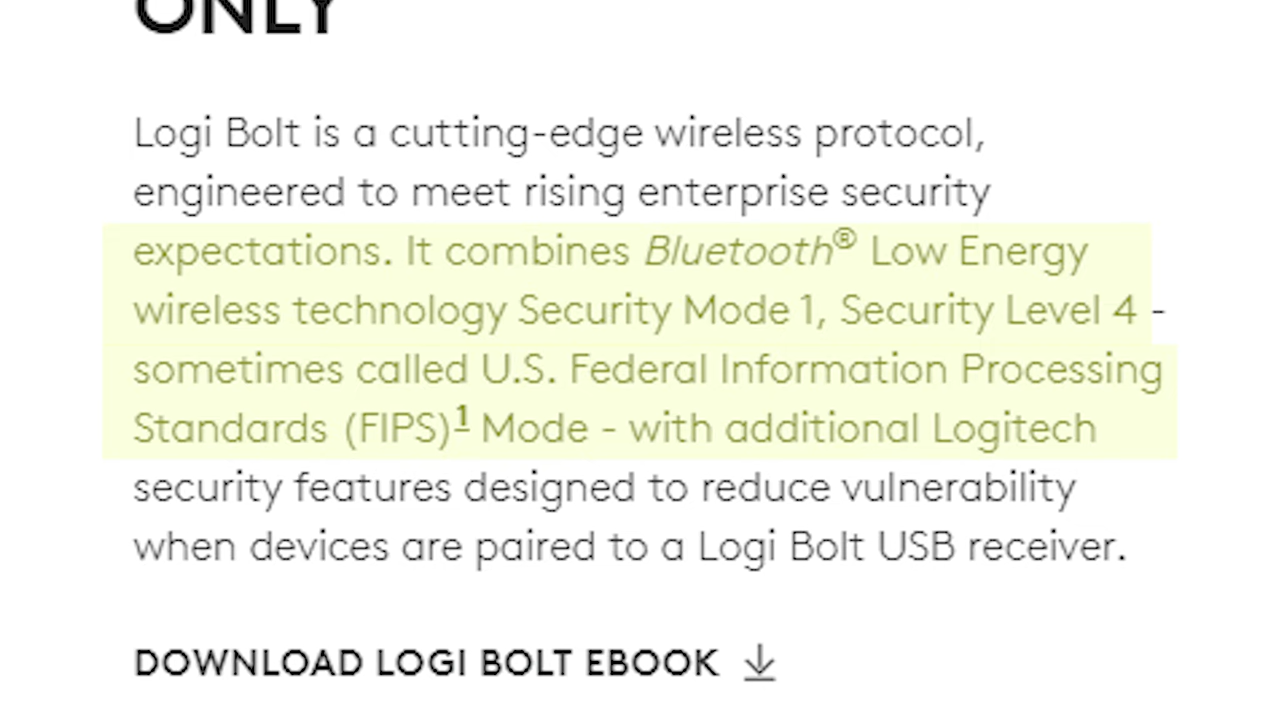 ONLY
Logi Bolt is a cutting-edge wireless protocol,
engineered to meet rising enterprise security
expectations. It combines Bluetooth® Low Energy
wireless technology Security Mode 1, Security Level 4 -
sometimes called U.S. Federal Information Processing
Standards (FIPS)¹ Mode - with additional Logitech
security features designed to reduce vulnerability
when devices are paired to a Logi Bolt USB receiver.
DOWNLOAD LOGI BOLT EBOOK